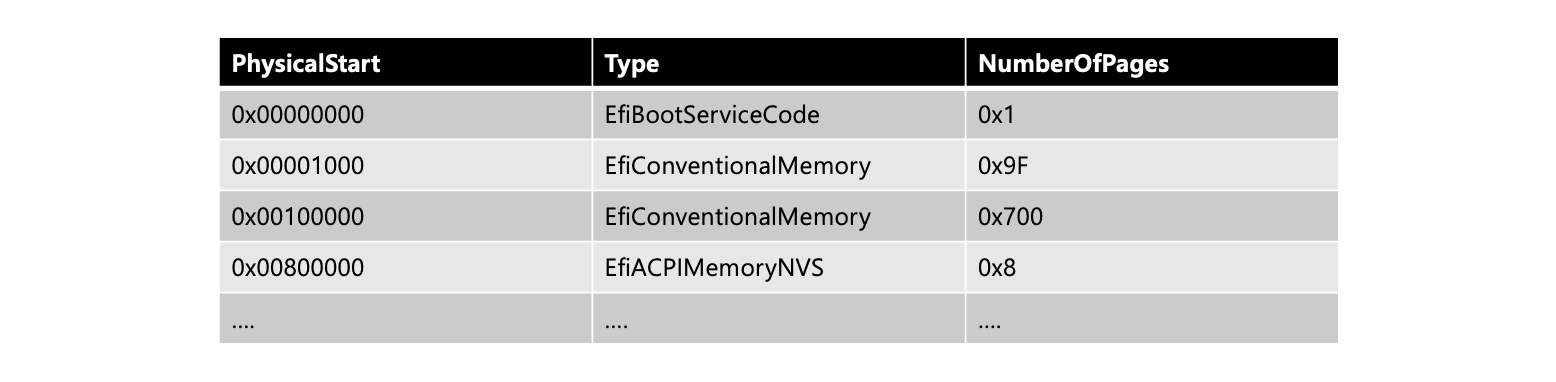 PhysicalStart Type NumberOfPages
0x00000000 EfiBootServiceCode 0x1
0x00001000 EfiConventionalMemory 0x9F
0x00100000 EfiConventionalMemory 0x700
0x00800000 EfiACPIMemoryNVS 0x8
.... .... ....